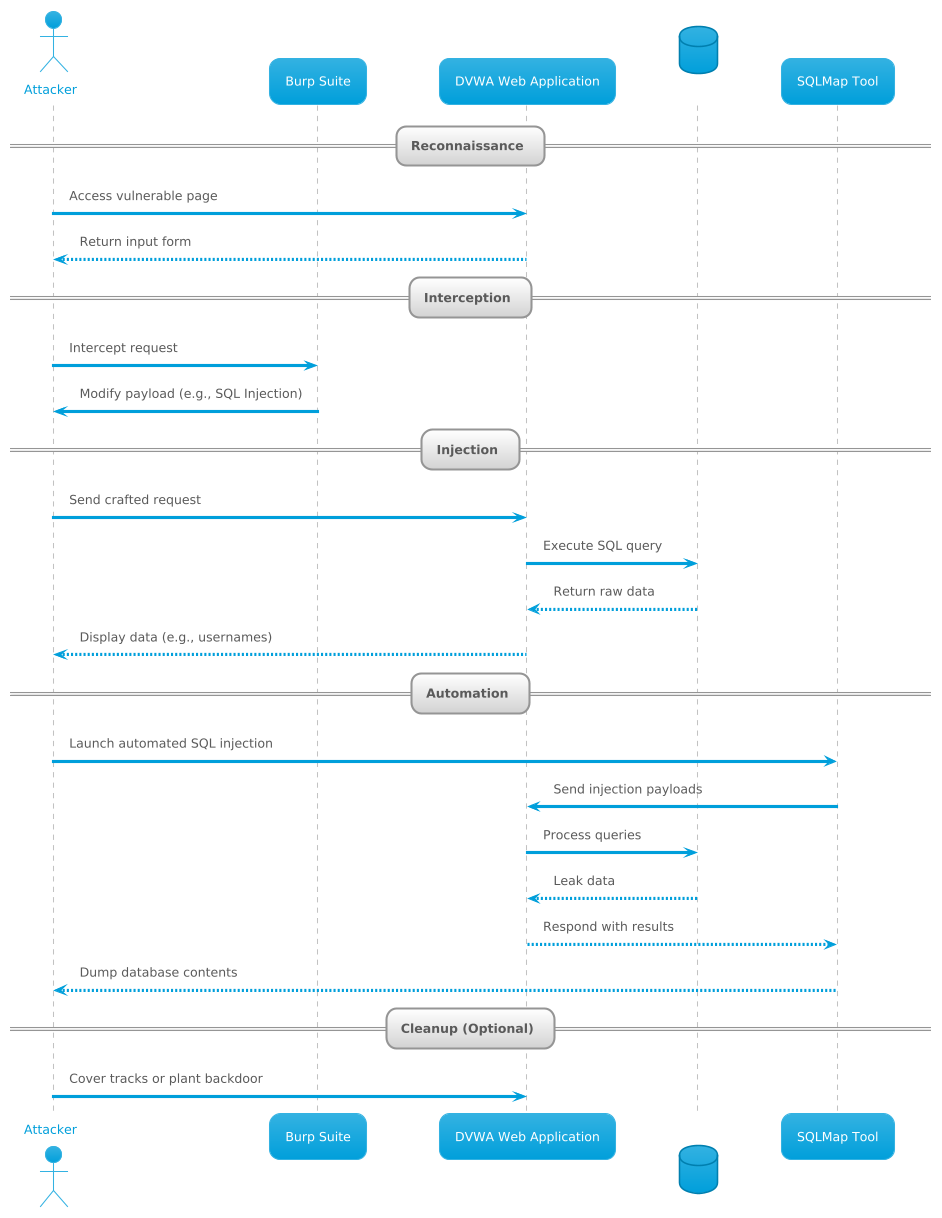 Attacker
Burp Suite
DVWA Web Application
SQLMap Tool
Reconnaissance
Access vulnerable page
Return input form
Interception
Intercept request
Modify payload (e.g., SQL Injection)
Injection
Send crafted request
Execute SQL query
Return raw data
Display data (e.g., usernames)
Automation
Launch automated SQL injection
Send injection payloads
Process queries
Leak data
Respond with results
Dump database contents
Cleanup (Optional)
Cover tracks or plant backdoor
Attacker
Burp Suite
DVWA Web Application
SQLMap Tool